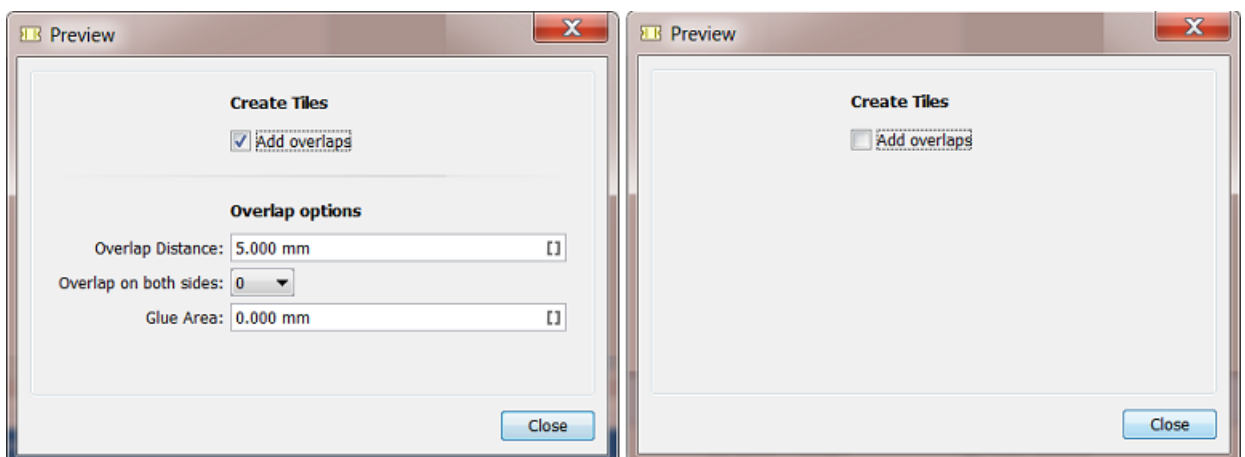 Preview
Create Tiles
Add overlaps
Overlap options
Overlap Distance: 5.000 mm []
Overlap on both sides: 0
Glue Area: 0.000 mm []
Close
Preview
Create Tiles
Add overlaps
Close